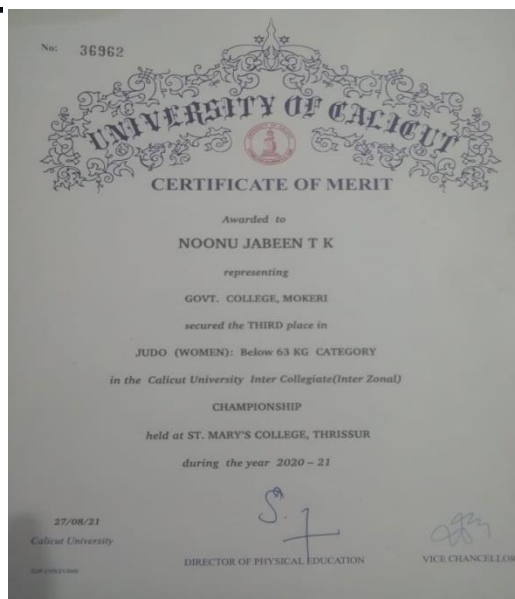 No: 36962
UNIVERSITY OF CALICUT
CERTIFICATE OF MERIT
Awarded to
NOONU JABEEN T K
representing
GOVT. COLLEGE, MOKERI
secured the THIRD place in
JUDO (WOMEN): Below 63 KG CATEGORY
in the Calicut University Inter Collegiate(Inter Zonal)
CHAMPIONSHIP
held at ST. MARY'S COLLEGE, THRISSUR
during the year 2020 – 21
27/08/21
Calicut University
DIRECTOR OF PHYSICAL EDUCATION
VICE CHANCELLOR